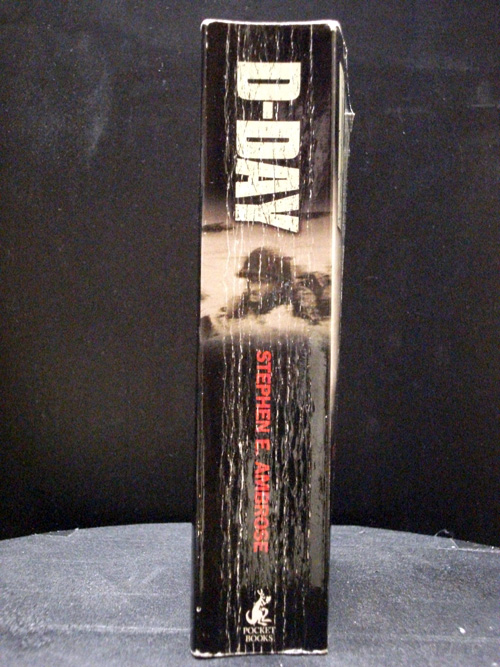 D-DAY
STEPHEN E. AMBROSE
POCKET
BOOKS